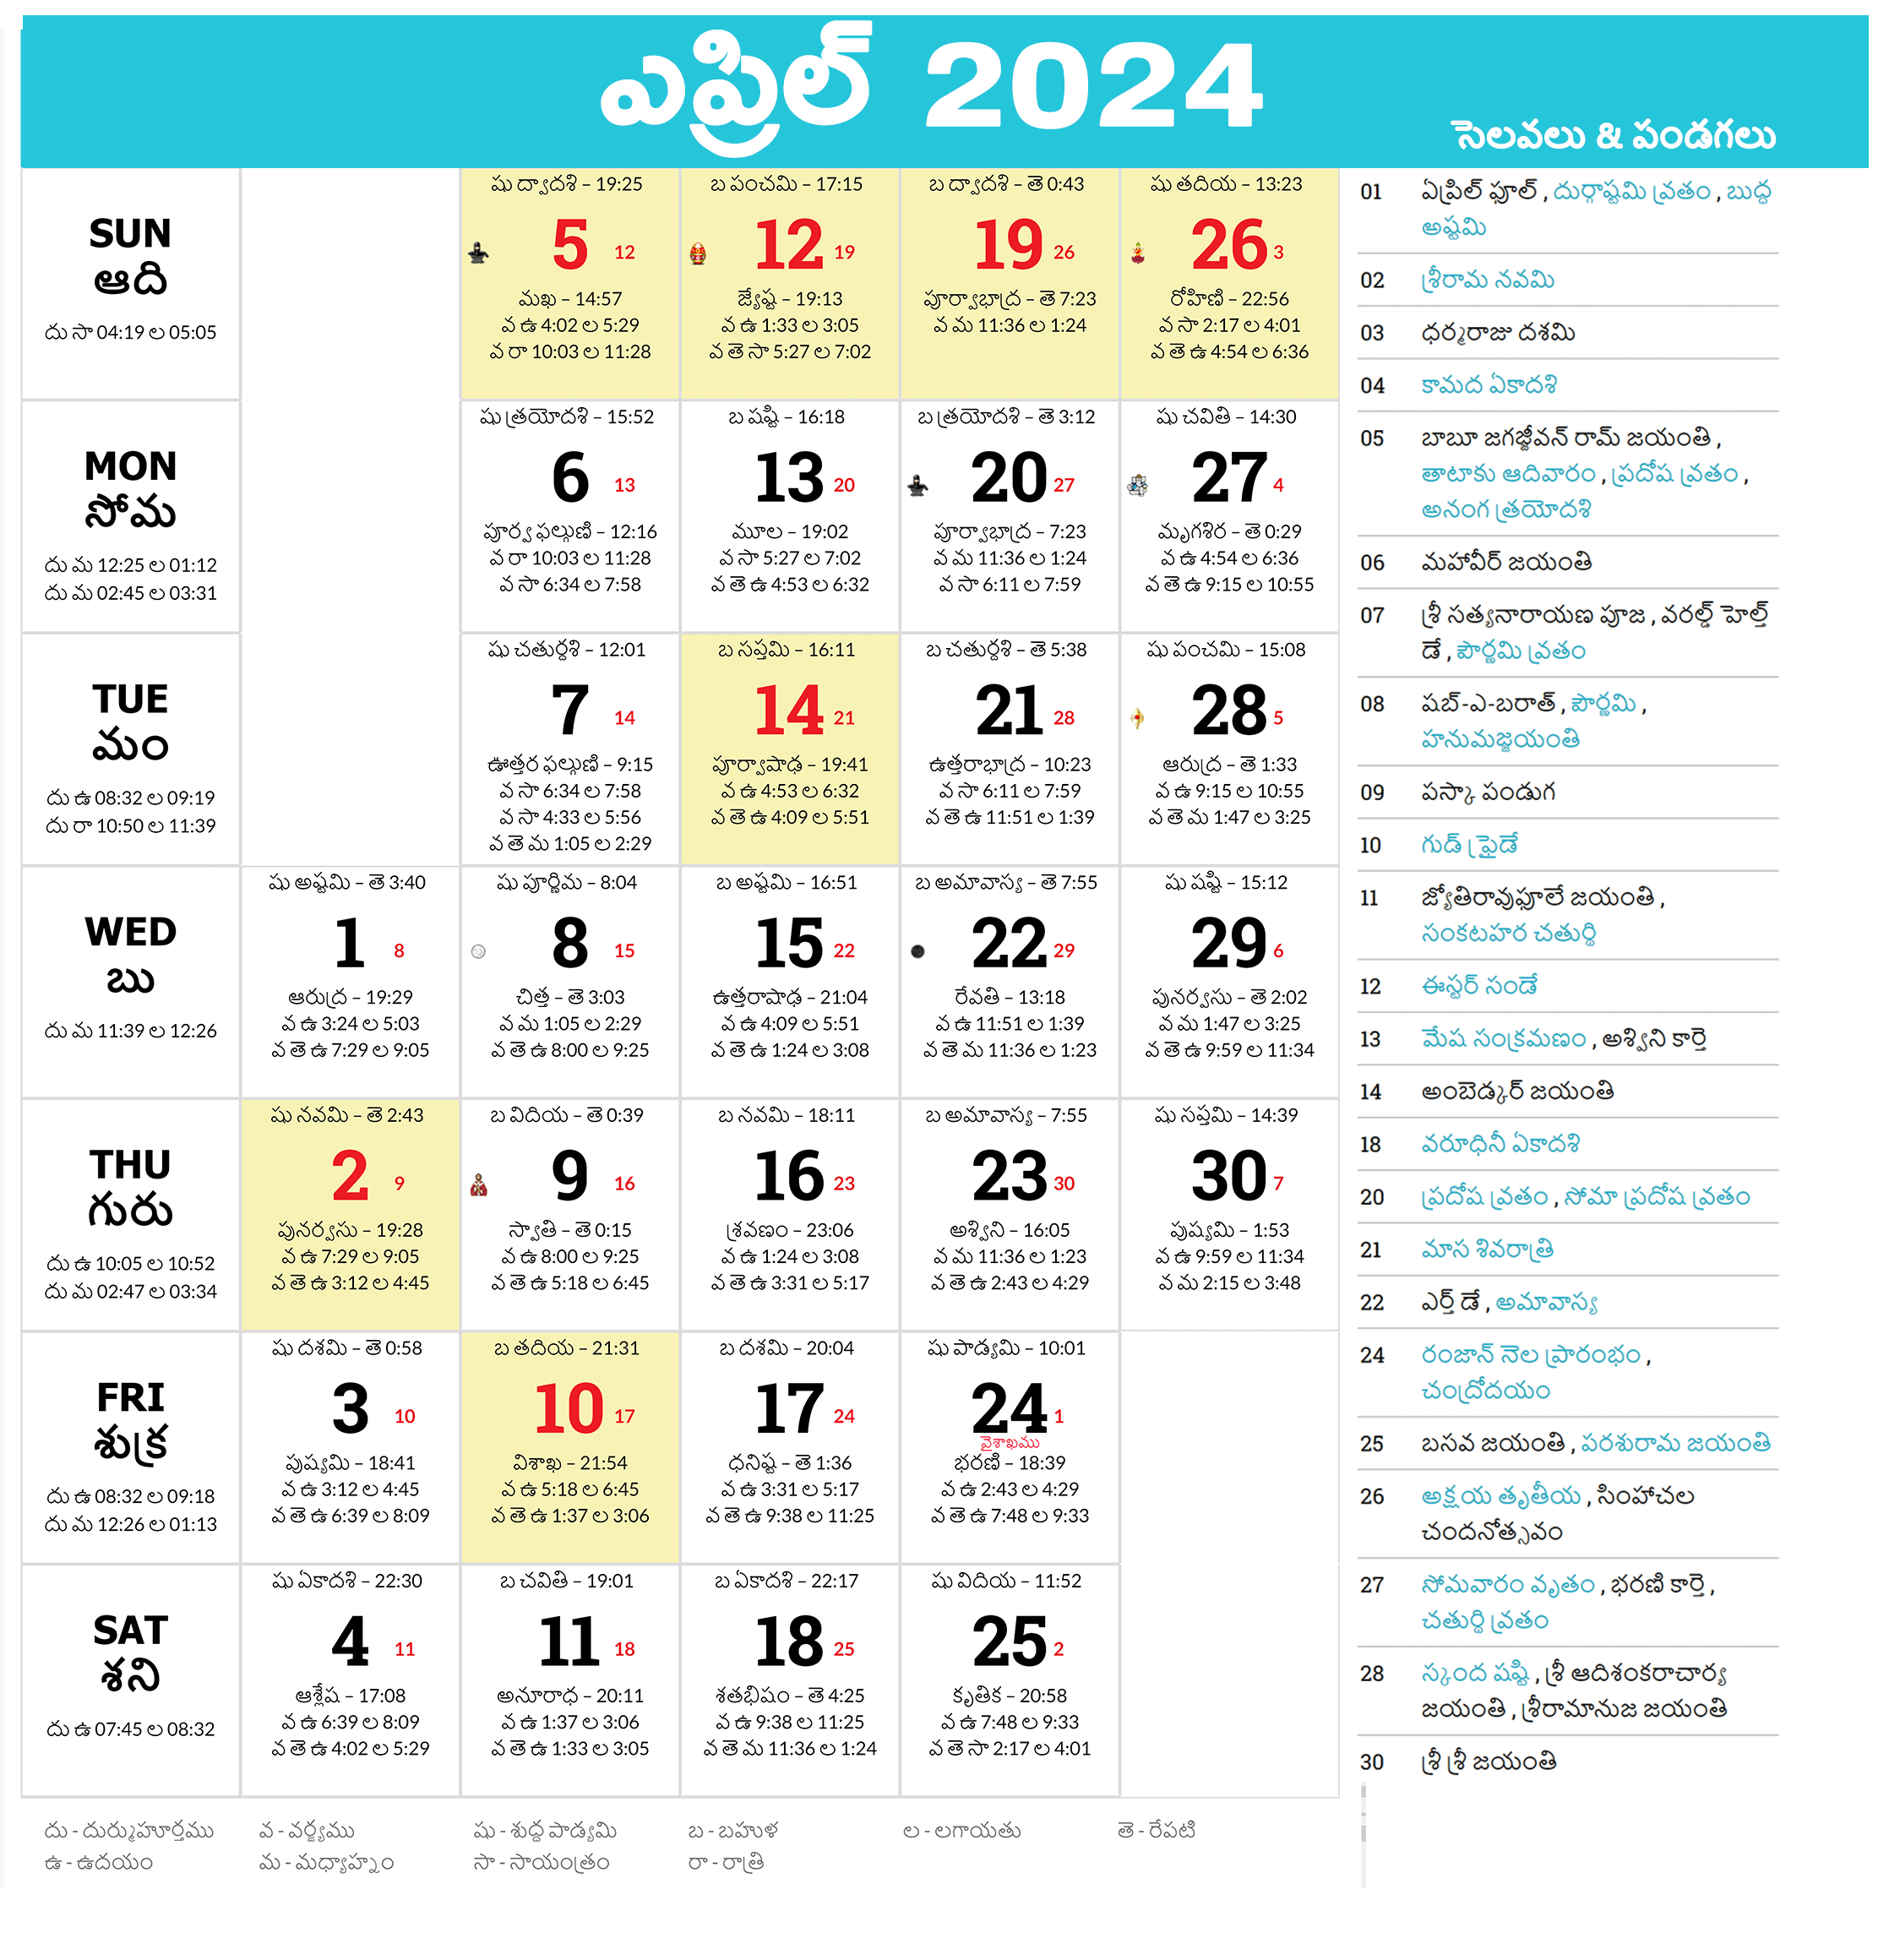 ఎప్రిల్ 2024
సెలవలు & పండగలు
SUN
ఆది
దు సా 04:19 ల 05:05
షు ద్వాదశి – 19:25
5 12
మఖ – 14:57
వ ఉ 4:02 ల 5:29
వ రా 10:03 ల 11:28
బ పంచమి – 17:15
12 19
జ్యేష్ట – 19:13
వ ఉ 1:33 ల 3:05
వ తె సా 5:27 ల 7:02
బ ద్వాదశి – తె 0:43
19 26
పూర్వాభాద్ర – తె 7:23
వ మ 11:36 ల 1:24
షు తదియ – 13:23
26 3
రోహిణి – 22:56
వ సా 2:17 ల 4:01
వ తె ఉ 4:54 ల 6:36
MON
సోమ
దు మ 12:25 ల 01:12
దు మ 02:45 ల 03:31
షు త్రయోదశి – 15:52
6 13
పూర్వ ఫల్గుణి – 12:16
వ రా 10:03 ల 11:28
వ సా 6:34 ల 7:58
బ షష్టి – 16:18
13 20
మూల – 19:02
వ సా 5:27 ల 7:02
వ తె ఉ 4:53 ల 6:32
బ త్రయోదశి – తె 3:12
20 27
పూర్వాభాద్ర – 7:23
వ మ 11:36 ల 1:24
వ సా 6:11 ల 7:59
షు చవితి – 14:30
27 4
మృగశిర – తె 0:29
వ ఉ 4:54 ల 6:36
వ తె ఉ 9:15 ల 10:55
TUE
మం
దు ఉ 08:32 ల 09:19
దు రా 10:50 ల 11:39
షు చతుర్దశి – 12:01
7 14
ఊత్తర ఫల్గుణి – 9:15
వ సా 6:34 ల 7:58
వ సా 4:33 ల 5:56
వ తె మ 1:05 ల 2:29
బ సప్తమి – 16:11
14 21
పూర్వాషాఢ – 19:41
వ ఉ 4:53 ల 6:32
వ తె ఉ 4:09 ల 5:51
బ చతుర్దశి – తె 5:38
21 28
ఉత్తరాభాద్ర – 10:23
వ సా 6:11 ల 7:59
వ తె ఉ 11:51 ల 1:39
షు పంచమి – 15:08
28 5
ఆరుద్ర – తె 1:33
వ ఉ 9:15 ల 10:55
వ తె మ 1:47 ల 3:25
WED
బు
దు మ 11:39 ల 12:26
షు అష్టమి – తె 3:40
1 8
ఆరుద్ర – 19:29
వ ఉ 3:24 ల 5:03
వ తె ఉ 7:29 ల 9:05
షు పూర్ణిమ – 8:04
8 15
చిత్త – తె 3:03
వ మ 1:05 ల 2:29
వ తె ఉ 8:00 ల 9:25
బ అష్టమి – 16:51
15 22
ఉత్తరాషాఢ – 21:04
వ ఉ 4:09 ల 5:51
వ తె ఉ 1:24 ల 3:08
బ అమావాస్య – తె 7:55
22 29
రేవతి – 13:18
వ ఉ 11:51 ల 1:39
వ తె మ 11:36 ల 1:23
షు షష్టి – 15:12
29 6
పునర్వసు – తె 2:02
వ మ 1:47 ల 3:25
వ తె ఉ 9:59 ల 11:34
THU
గురు
దు ఉ 10:05 ల 10:52
దు మ 02:47 ల 03:34
షు నవమి – తె 2:43
2 9
పునర్వసు – 19:28
వ ఉ 7:29 ల 9:05
వ తె ఉ 3:12 ల 4:45
బ విదియ – తె 0:39
9 16
స్వాతి – తె 0:15
వ ఉ 8:00 ల 9:25
వ తె ఉ 5:18 ల 6:45
బ నవమి – 18:11
16 23
శ్రవణం – 23:06
వ ఉ 1:24 ల 3:08
వ తె ఉ 3:31 ల 5:17
బ అమావాస్య – 7:55
23 30
అశ్విని – 16:05
వ మ 11:36 ల 1:23
వ తె ఉ 2:43 ల 4:29
షు సప్తమి – 14:39
30 7
పుష్యమి – 1:53
వ ఉ 9:59 ల 11:34
వ మ 2:15 ల 3:48
FRI
శుక్ర
దు ఉ 08:32 ల 09:18
దు మ 12:26 ల 01:13
షు దశమి – తె 0:58
3 10
పుష్యమి – 18:41
వ ఉ 3:12 ల 4:45
వ తె ఉ 6:39 ల 8:09
బ తదియ – 21:31
10 17
విశాఖ – 21:54
వ ఉ 5:18 ల 6:45
వ తె ఉ 1:37 ల 3:06
బ దశమి – 20:04
17 24
ధనిష్ట – తె 1:36
వ ఉ 3:31 ల 5:17
వ తె ఉ 9:38 ల 11:25
షు పాడ్యమి – 10:01
24 1
వైశాఖము
భరణి – 18:39
వ ఉ 2:43 ల 4:29
వ తె ఉ 7:48 ల 9:33
SAT
శని
దు ఉ 07:45 ల 08:32
షు ఏకాదశి – 22:30
4 11
ఆశ్లేష – 17:08
వ ఉ 6:39 ల 8:09
వ తె ఉ 4:02 ల 5:29
బ చవితి – 19:01
11 18
అనూరాధ – 20:11
వ ఉ 1:37 ల 3:06
వ తె ఉ 1:33 ల 3:05
బ ఏకాదశి – 22:17
18 25
శతభిషం – తె 4:25
వ ఉ 9:38 ల 11:25
వ తె మ 11:36 ల 1:24
షు విదియ – 11:52
25 2
కృతిక – 20:58
వ ఉ 7:48 ల 9:33
వ తె సా 2:17 ల 4:01
01 ఏప్రిల్ ఫూల్ , దుర్గాష్టమి వ్రతం , బుద్ధ
అష్టమి
02 శ్రీరామ నవమి
03 ధర్మరాజు దశమి
04 కామద ఏకాదశి
05 బాబూ జగజ్జీవన్ రామ్ జయంతి ,
తాటాకు ఆదివారం , ప్రదోష వ్రతం ,
అనంగ త్రయోదశి
06 మహావీర్ జయంతి
07 శ్రీ సత్యనారాయణ పూజ , వరల్డ్ హెల్త్
డే , పౌర్ణమి వ్రతం
08 షబ్-ఎ-బరాత్ , పౌర్ణమి ,
హనుమజ్జయంతి
09 పస్కా పండుగ
10 గుడ్ ఫ్రైడే
11 జ్యోతిరావుఫూలే జయంతి ,
సంకటహర చతుర్థి
12 ఈస్టర్ సండే
13 మేష సంక్రమణం , అశ్విని కార్తె
14 అంబెడ్కర్ జయంతి
18 వరూధినీ ఏకాదశి
20 ప్రదోష వ్రతం , సోమా ప్రదోష వ్రతం
21 మాస శివరాత్రి
22 ఎర్త్ డే , అమావాస్య
24 రంజాన్ నెల ప్రారంభం ,
చంద్రోదయం
25 బసవ జయంతి , పరశురామ జయంతి
26 అక్షయ తృతీయ , సింహాచల
చందనోత్సవం
27 సోమవారం వృతం , భరణి కార్తె ,
చతుర్థి వ్రతం
28 స్కంద షష్టి , శ్రీ ఆదిశంకరాచార్య
జయంతి , శ్రీరామానుజ జయంతి
30 శ్రీ శ్రీ జయంతి
దు - దుర్ముహూర్తము వ - వర్జ్యము షు - శుద్ధ పాడ్యమి బ - బహుళ ల - లగాయతు తె - రేపటి
ఉ - ఉదయం మ - మధ్యాహ్నం సా - సాయంత్రం రా - రాత్రి